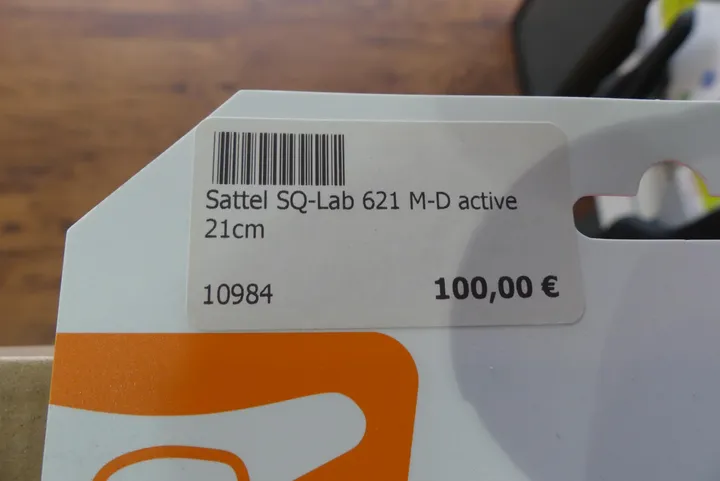 Sattel SQ-Lab 621 M-D active
21cm
10984 100,00 €